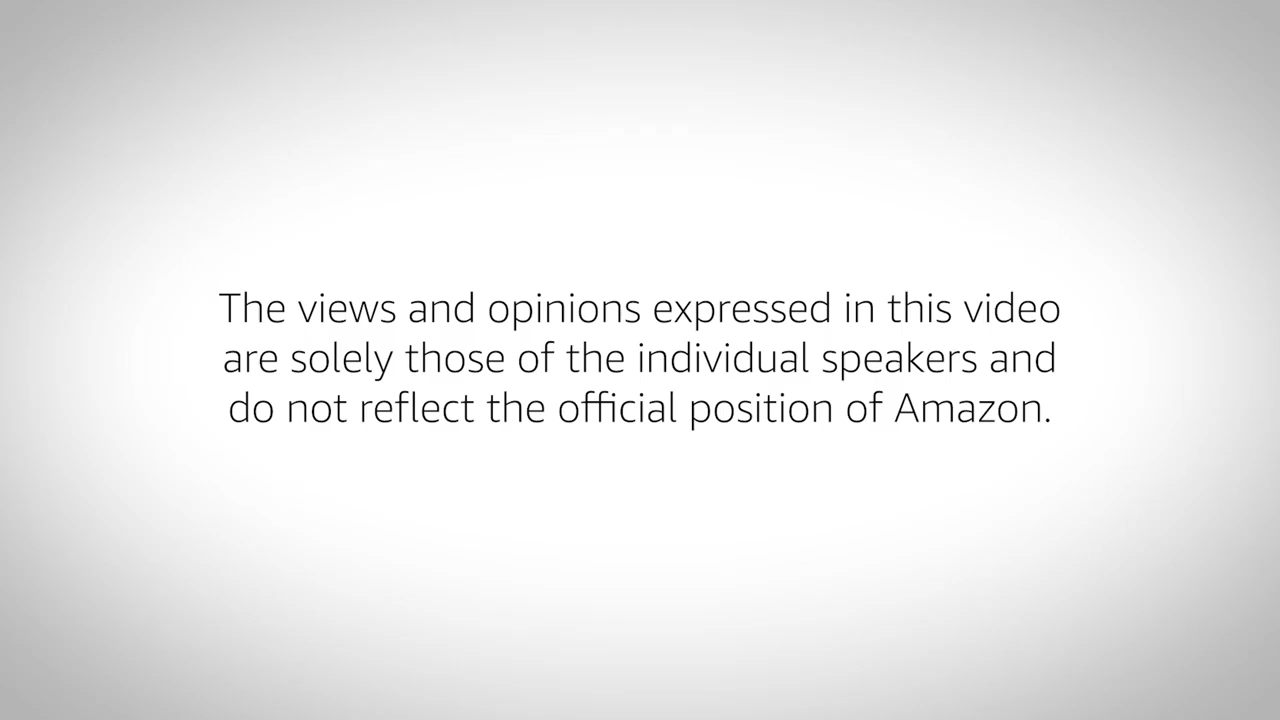 The views and opinions expressed in this video
are solely those of the individual speakers and
do not reflect the official position of Amazon.